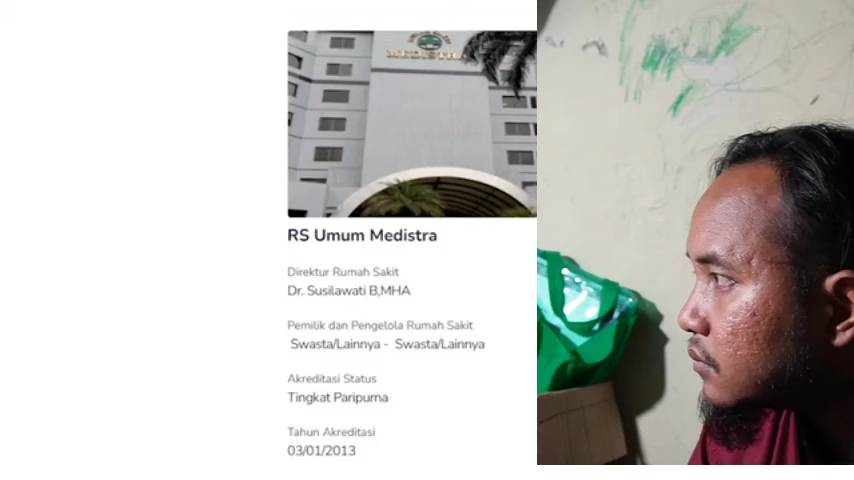 MEDISTRA
RS Umum Medistra
Direktur Rumah Sakit
Dr. Susilawati B,MHA
Pemilik dan Pengelola Rumah Sakit
Swasta/Lainnya - Swasta/Lainnya
Akreditasi Status
Tingkat Paripurna
Tahun Akreditasi
03/01/2013